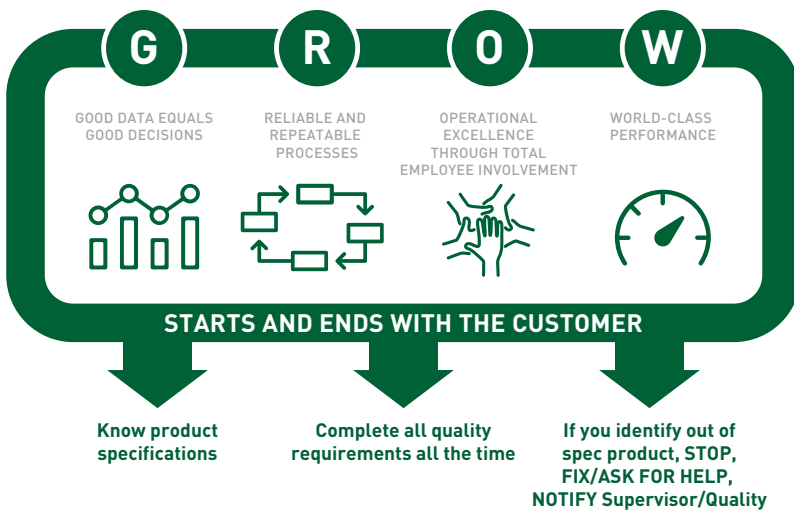 G
R
O
W
GOOD DATA EQUALS
GOOD DECISIONS
RELIABLE AND
REPEATABLE
PROCESSES
OPERATIONAL
EXCELLENCE
THROUGH TOTAL
EMPLOYEE INVOLVEMENT
WORLD-CLASS
PERFORMANCE
STARTS AND ENDS WITH THE CUSTOMER
Know product
specifications
Complete all quality
requirements all the time
If you identify out of
spec product, STOP,
FIX/ASK FOR HELP,
NOTIFY Supervisor/Quality